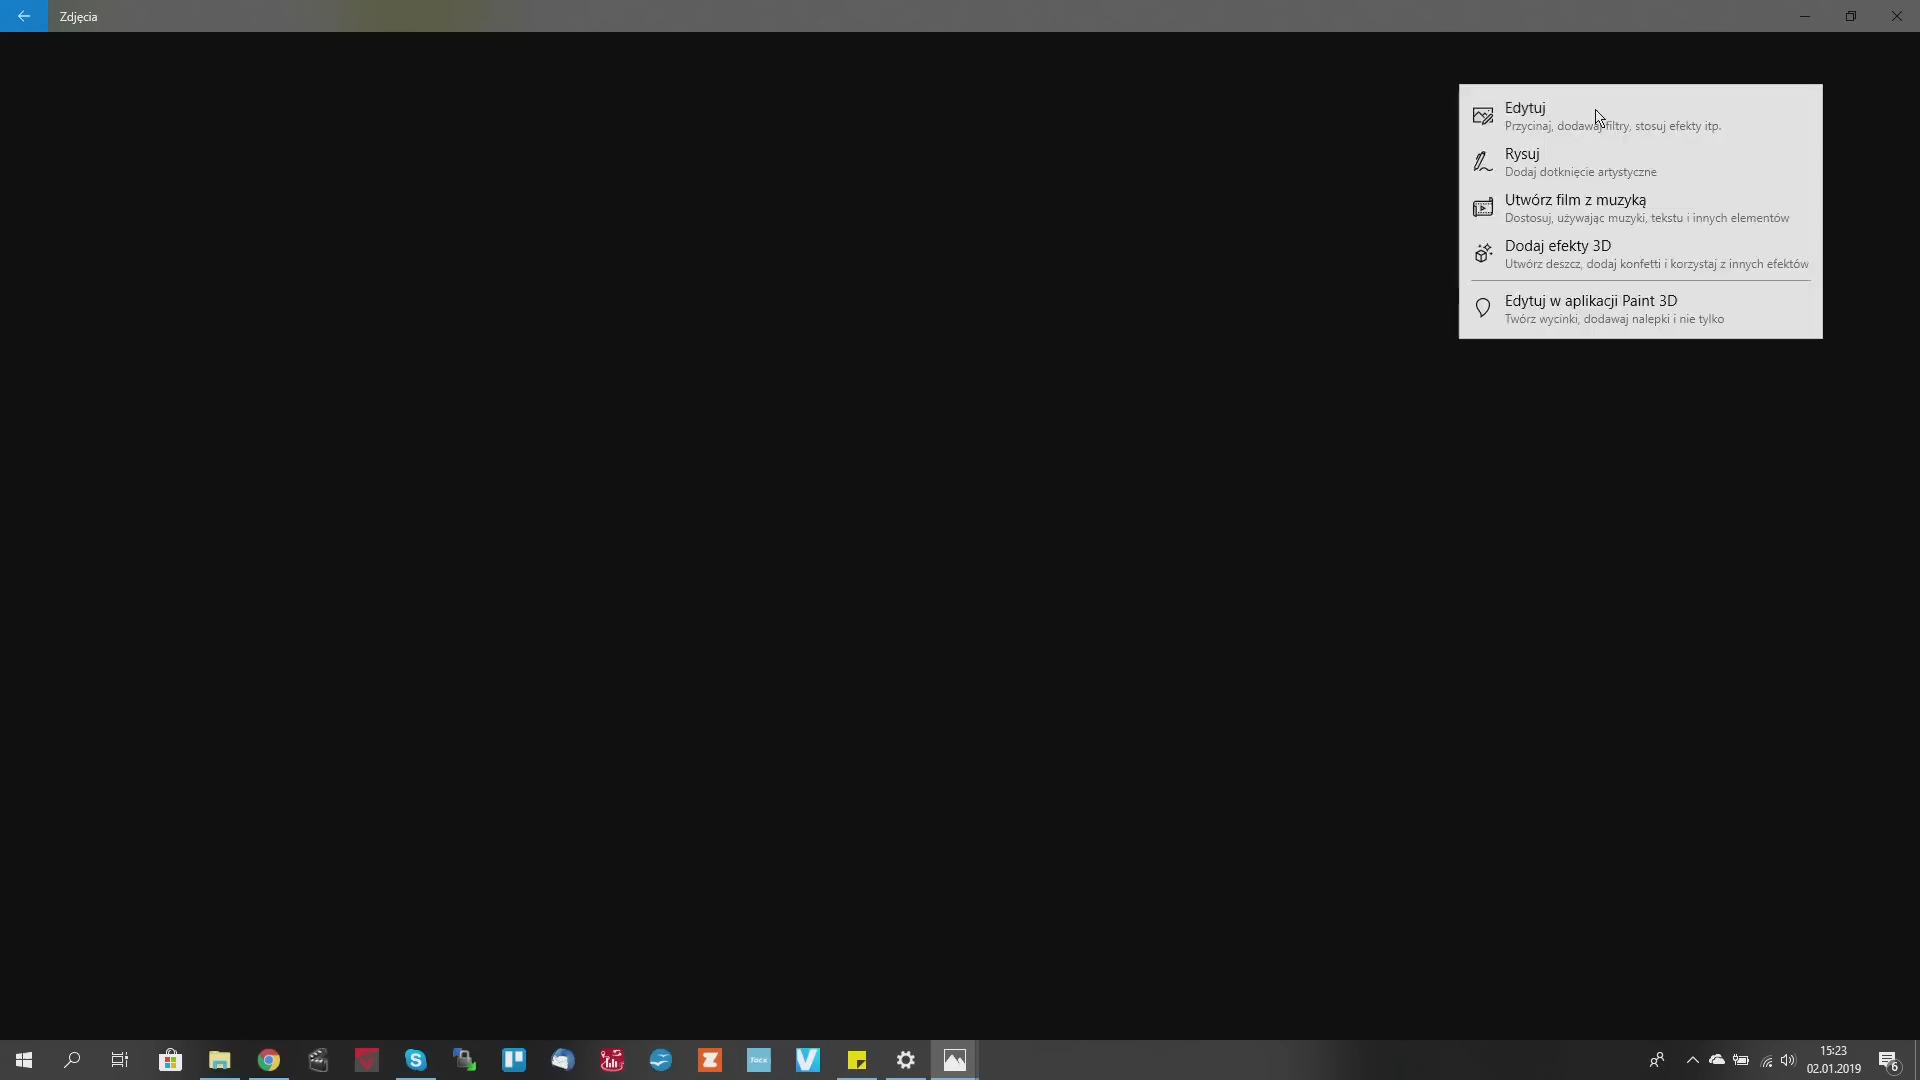 Zdjęcia
Edytuj
Przycinaj, dodawaj filtry, stosuj efekty itp.
Rysuj
Dodaj dotknięcie artystyczne
Utwórz film z muzyką
Dostosuj, używając muzyki, tekstu i innych elementów
Dodaj efekty 3D
Utwórz deszcz, dodaj konfetti i korzystaj z innych efektów
Edytuj w aplikacji Paint 3D
Twórz wycinki, dodawaj nalepki i nie tylko
15:23
02.01.2019
6